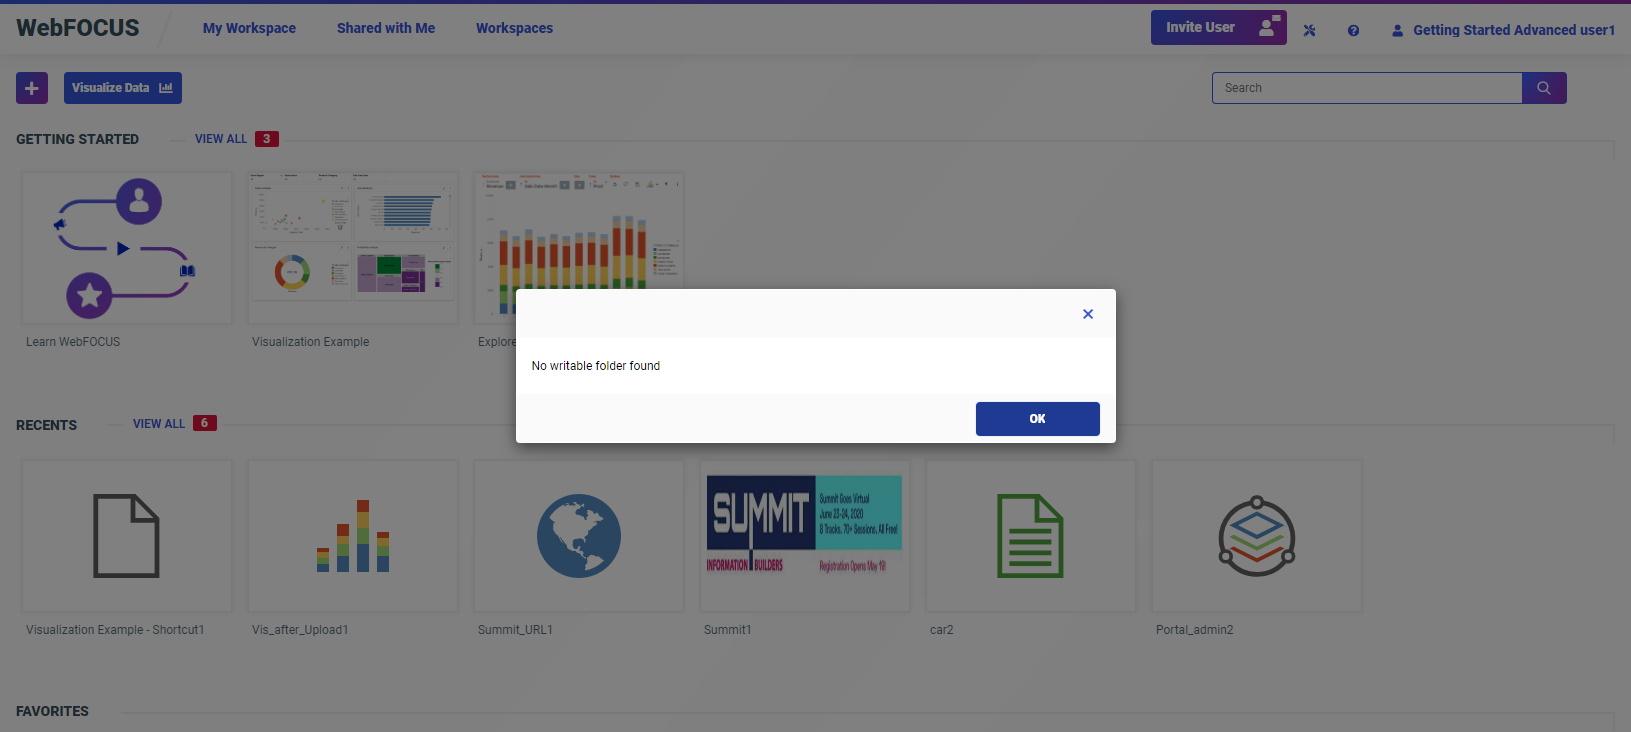 WebFOCUS
My Workspace
Shared with Me
Workspaces
Invite User
Getting Started Advanced user1
Visualize Data
Search
GETTING STARTED
VIEW ALL 3
Learn WebFOCUS
Visualization Example
Explore
No writable folder found
OK
RECENTS
VIEW ALL 6
SUMMIT
Summit Goes Virtual
June 23-24, 2020
8 Tracks. 70+ Sessions. All Free!
INFORMATION BUILDERS
Registration Opens May 19!
Visualization Example - Shortcut1
Vis_after_Upload1
Summit_URL1
Summit1
car2
Portal_admin2
FAVORITES